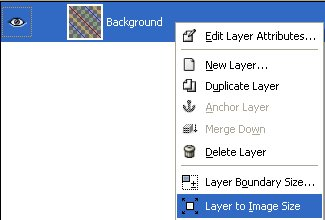 Background
Edit Layer Attributes...
New Layer...
Duplicate Layer
Anchor Layer
Merge Down
Delete Layer
Layer Boundary Size...
Layer to Image Size